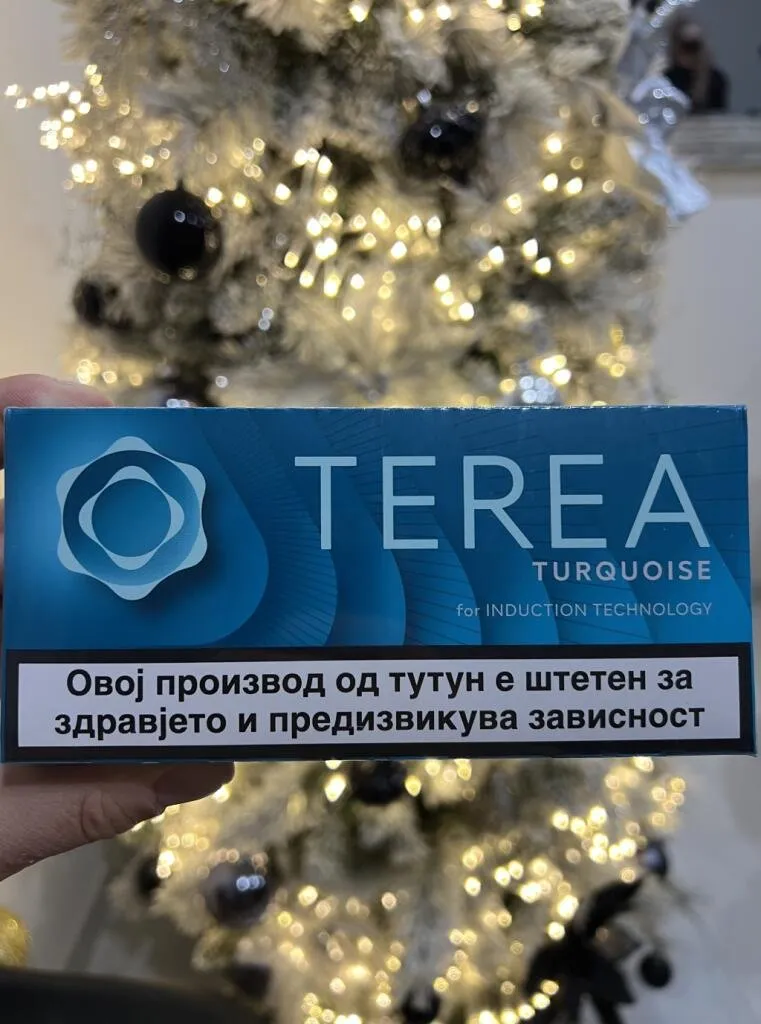 TEREA
TURQUOISE
for INDUCTION TECHNOLOGY
Овој производ од тутун е штетен за
здравјето и предизвикува зависност